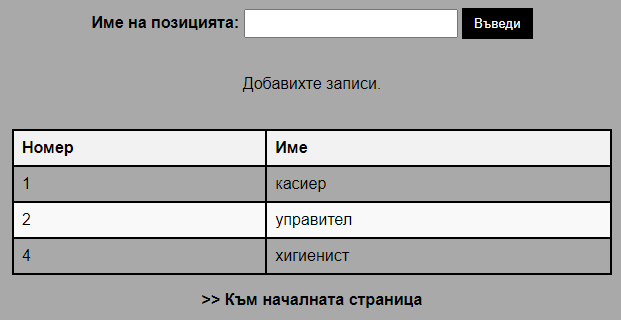 Име на позицията: Въведи
Добавихте записи.
Номер Име
1 касиер
2 управител
4 хигиенист
>> Към началната страница